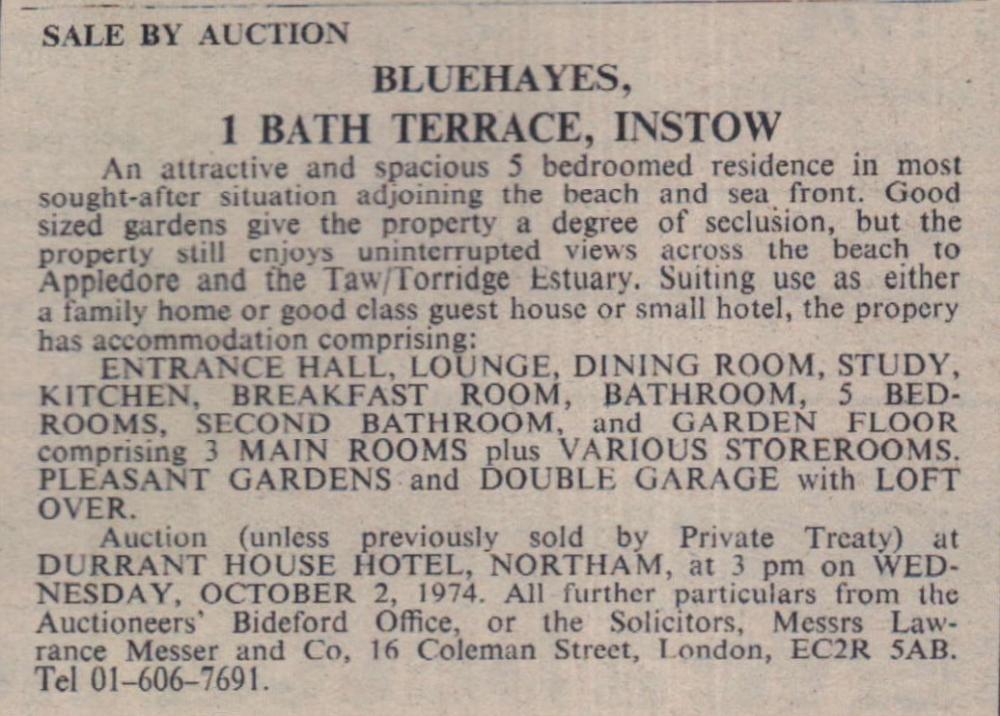 SALE BY AUCTION
BLUEHAYES,
1 BATH TERRACE, INSTOW
An attractive and spacious 5 bedroomed residence in most
sought-after situation adjoining the beach and sea front. Good
sized gardens give the property a degree of seclusion, but the
property still enjoys uninterrupted views across the beach to
Appledore and the Taw/Torridge Estuary. Suiting use as either
a family home or good class guest house or small hotel, the propery
has accommodation comprising:
ENTRANCE HALL, LOUNGE, DINING ROOM, STUDY,
KITCHEN, BREAKFAST ROOM, BATHROOM, 5 BED-
ROOMS, SECOND BATHROOM, and GARDEN FLOOR
comprising 3 MAIN ROOMS plus VARIOUS STOREROOMS.
PLEASANT GARDENS and DOUBLE GARAGE with LOFT
OVER.
Auction (unless previously sold by Private Treaty) at
DURRANT HOUSE HOTEL, NORTHAM, at 3 pm on WED-
NESDAY, OCTOBER 2, 1974. All further particulars from the
Auctioneers' Bideford Office, or the Solicitors, Messrs Law-
rance Messer and Co, 16 Coleman Street, London, EC2R 5AB.
Tel 01–606–7691.